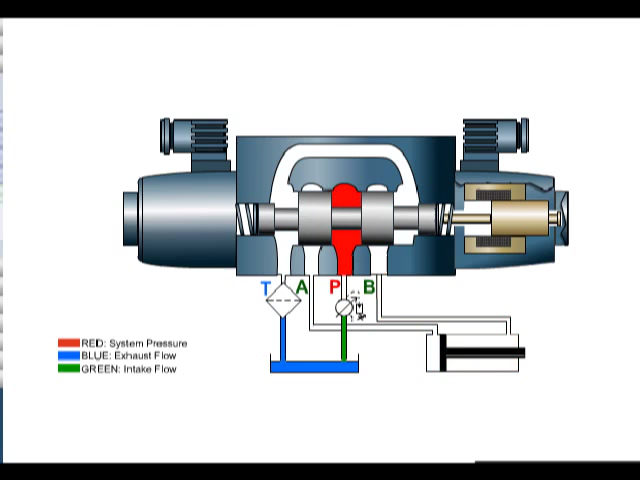 T A P B
RED: System Pressure
BLUE: Exhaust Flow
GREEN: Intake Flow